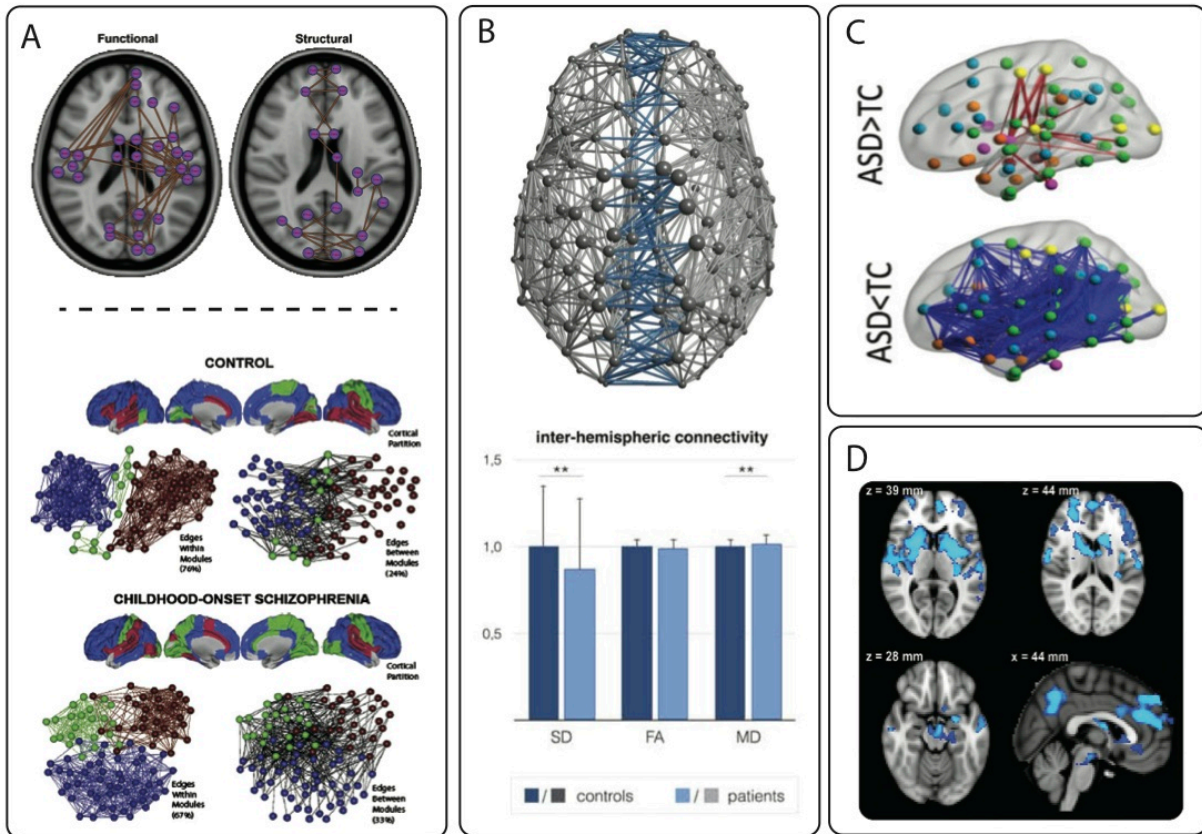 A
Functional
Structural
CONTROL
Cortical
Partition
Edges
Within
Modules
(76%)
Edges
Between
Modules
(24%)
CHILDHOOD-ONSET SCHIZOPHRENIA
Cortical
Partition
Edges
Within
Modules
(67%)
Edges
Between
Modules
(33%)
B
inter-hemispheric connectivity
1,5
**
**
1,0
0,5
SD
FA
MD
/ controls
/ patients
C
ASD>TC
ASD<TC
D
z = 39 mm
z = 44 mm
z = 28 mm
x = 44 mm